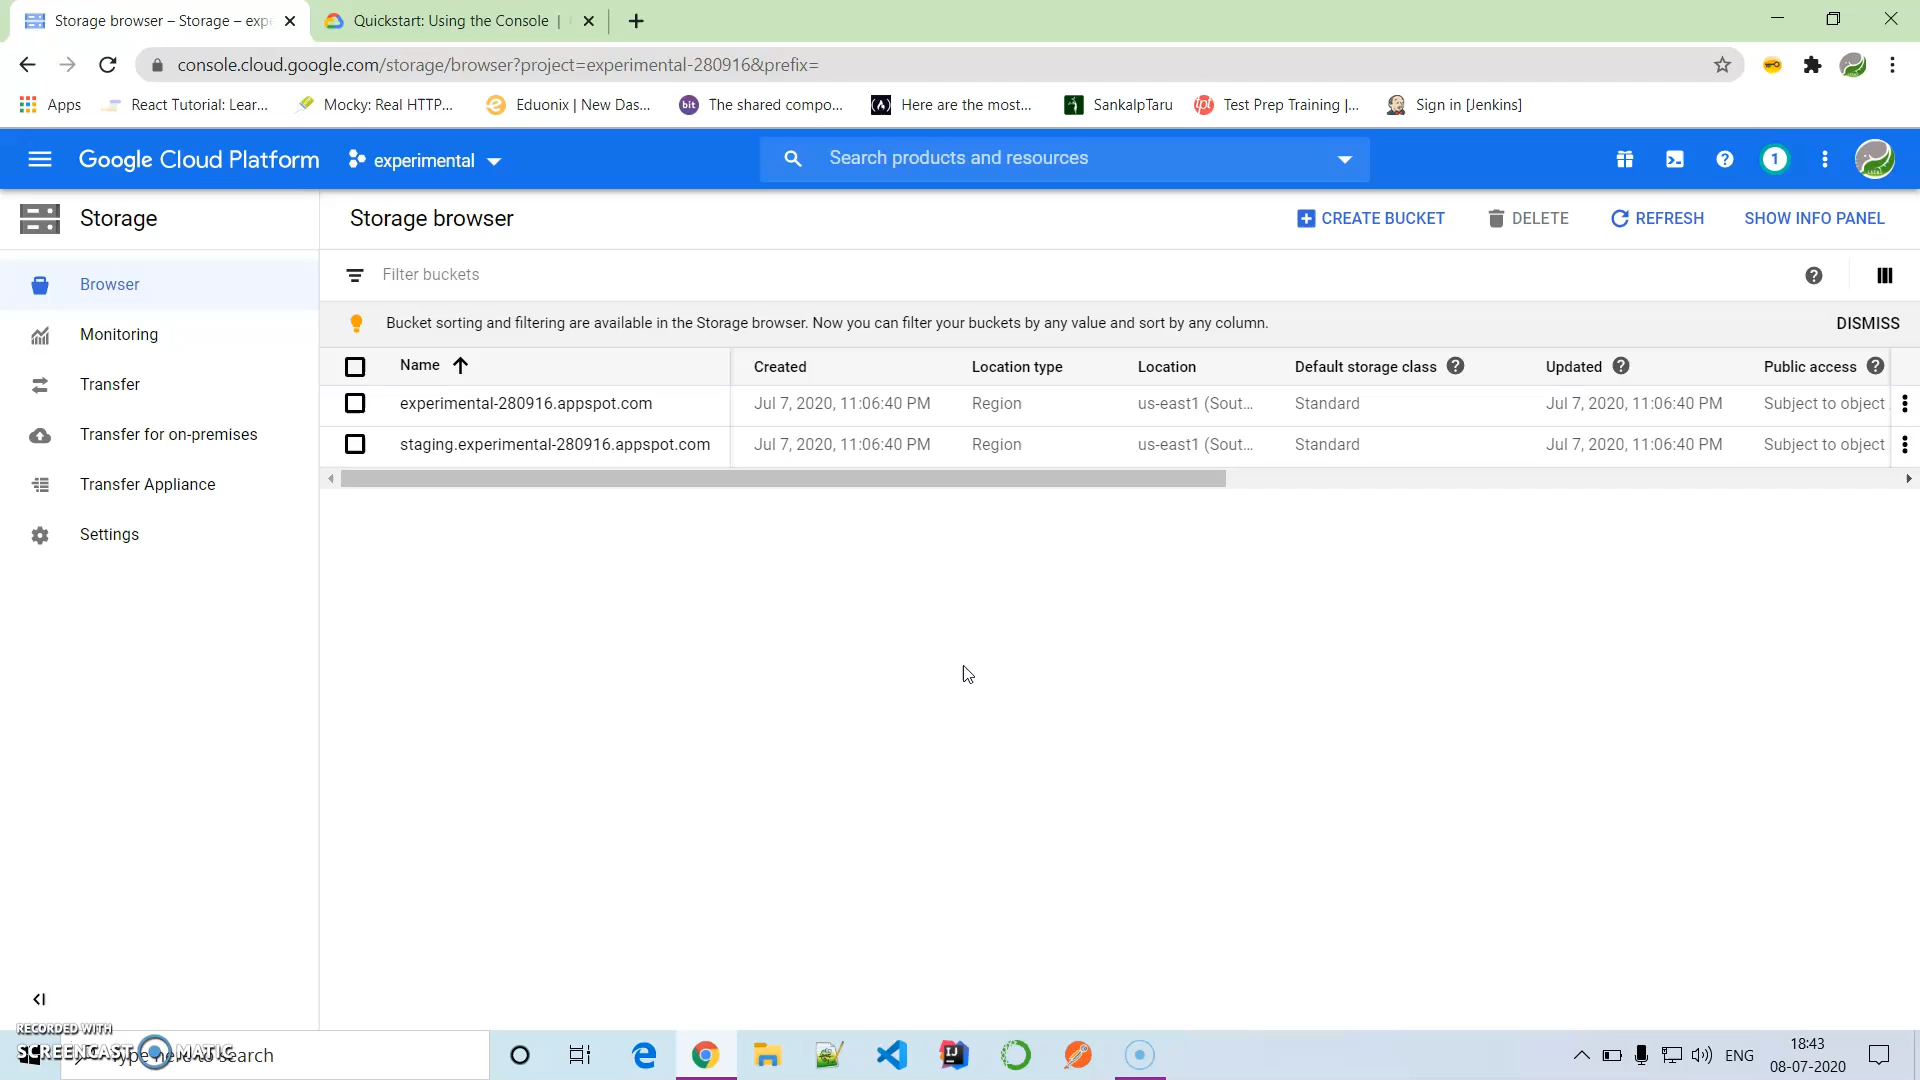 Storage browser – Storage – expe
Quickstart: Using the Console |
console.cloud.google.com/storage/browser?project=experimental-280916&prefix=
Apps
React Tutorial: Lear...
Mocky: Real HTTP...
Eduonix | New Das...
bit
The shared compo...
Here are the most...
SankalpTaru
Test Prep Training |...
Sign in [Jenkins]
Google Cloud Platform
experimental
Search products and resources
1
Storage
Storage browser
CREATE BUCKET
DELETE
REFRESH
SHOW INFO PANEL
Browser
Monitoring
Transfer
Transfer for on-premises
Transfer Appliance
Settings
Filter buckets
Bucket sorting and filtering are available in the Storage browser. Now you can filter your buckets by any value and sort by any column.
DISMISS
Name Created Location type Location Default storage class Updated Public access
experimental-280916.appspot.com Jul 7, 2020, 11:06:40 PM Region us-east1 (Sout... Standard Jul 7, 2020, 11:06:40 PM Subject to object
staging.experimental-280916.appspot.com Jul 7, 2020, 11:06:40 PM Region us-east1 (Sout... Standard Jul 7, 2020, 11:06:40 PM Subject to object
RECORDED WITH
SCREENCAST MATIC
Type here to search
ENG
18:43
08-07-2020